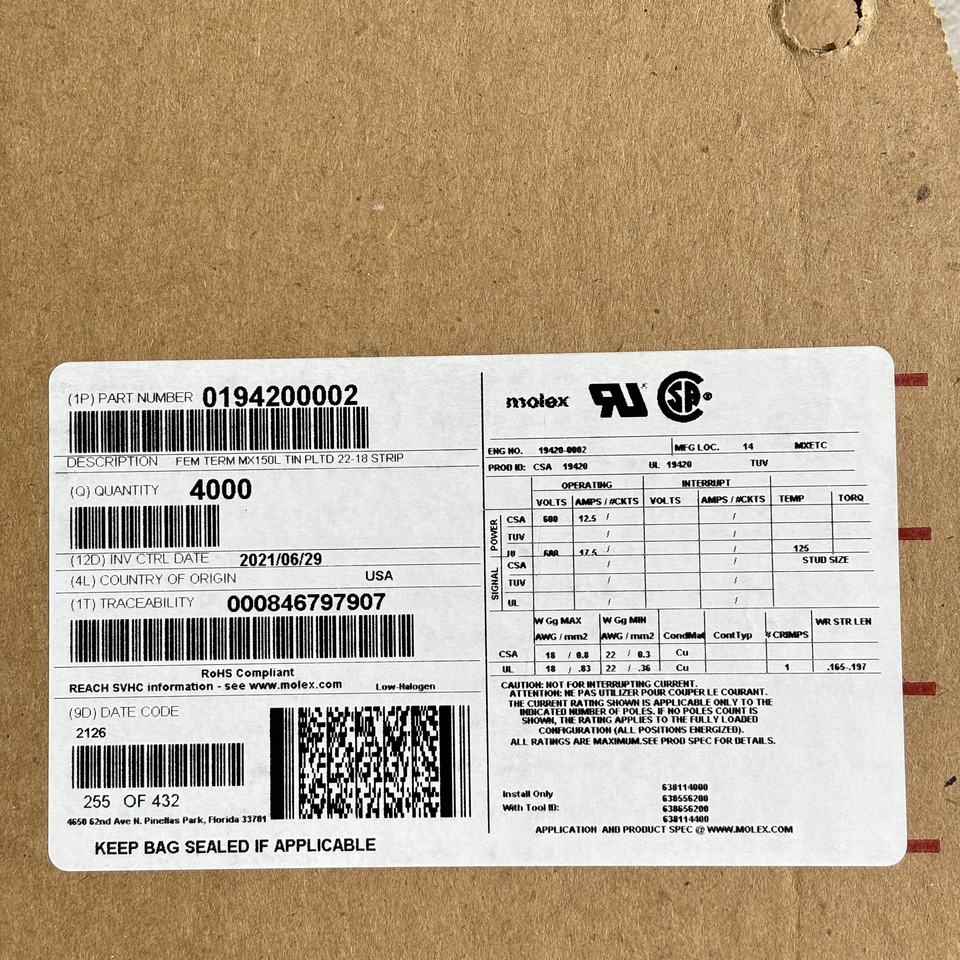 (1P) PART NUMBER 0194200002
DESCRIPTION FEM TERM MX150L TIN PLTD 22-18 STRIP
(Q) QUANTITY 4000
(12D) INV CTRL DATE 2021/06/29
(4L) COUNTRY OF ORIGIN USA
(1T) TRACEABILITY 000846797907
RoHS Compliant
REACH SVHC information - see www.molex.com Low-Halogen
(9D) DATE CODE
2126
255 OF 432
4650 62nd Ave N. Pinellas Park, Florida 33781
KEEP BAG SEALED IF APPLICABLE
molex
ENG NO. 19420-0002 MFG LOC. 14 MXETC
PROD ID: CSA 19420 UL 19420 TUV
OPERATING INTERRUPT
VOLTS AMPS / #CKTS VOLTS AMPS / #CKTS TEMP TORQ
POWER
CSA 600 12.5 / /
TUV / /
UL 600 17.5 / / 125
SIGNAL
CSA / / STUD SIZE
TUV / /
UL / /
W Gg MAX W Gg MIN WR STR LEN
AWG / mm2 AWG / mm2 CondMat ContTyp # CRIMPS
CSA 18 / 0.8 22 / 0.3 Cu
UL 18 / .83 22 / .36 Cu 1 .165-.197
CAUTION: NOT FOR INTERRUPTING CURRENT.
ATTENTION: NE PAS UTILIZER POUR COUPER LE COURANT.
THE CURRENT RATING SHOWN IS APPLICABLE ONLY TO THE
INDICATED NUMBER OF POLES. IF NO POLES COUNT IS
SHOWN, THE RATING APPLIES TO THE FULLY LOADED
CONFIGURATION (ALL POSITIONS ENERGIZED).
ALL RATINGS ARE MAXIMUM.SEE PROD SPEC FOR DETAILS.
Install Only
With Tool ID:
638114000
638556200
638656200
638114400
APPLICATION AND PRODUCT SPEC @ WWW.MOLEX.COM